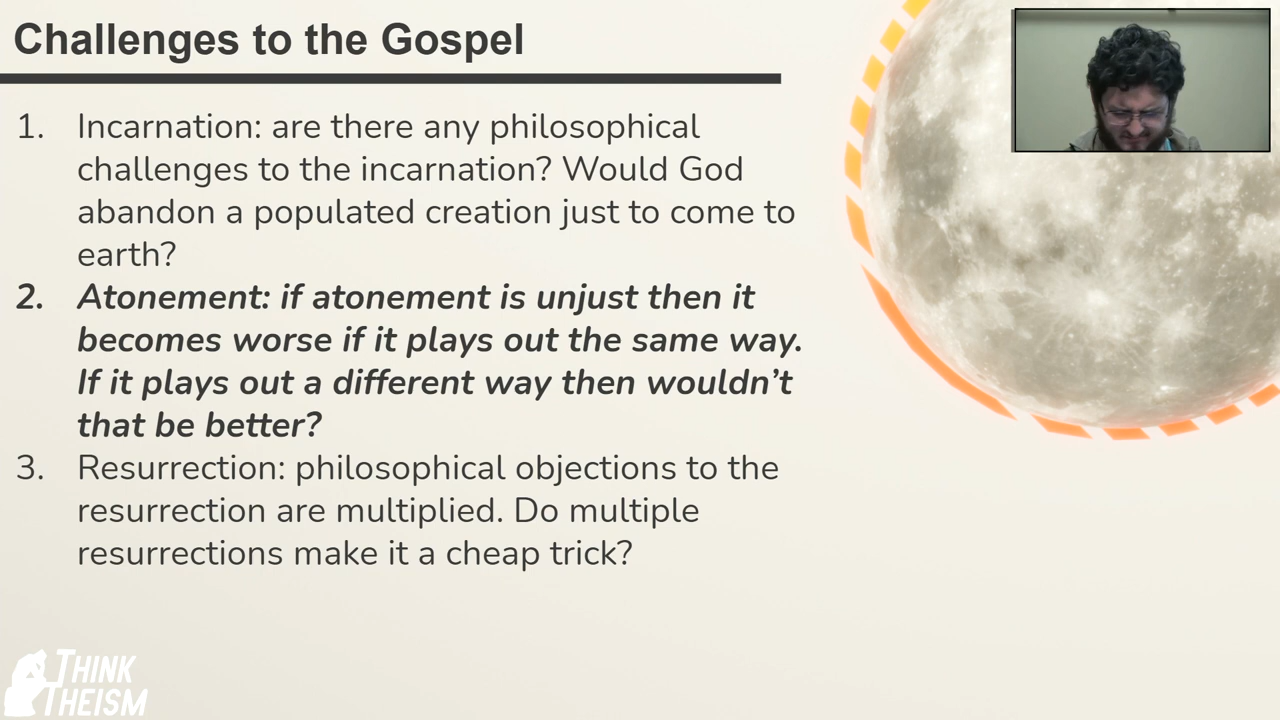 Challenges to the Gospel
1. Incarnation: are there any philosophical
challenges to the incarnation? Would God
abandon a populated creation just to come to
earth?
2. Atonement: if atonement is unjust then it
becomes worse if it plays out the same way.
If it plays out a different way then wouldn’t
that be better?
3. Resurrection: philosophical objections to the
resurrection are multiplied. Do multiple
resurrections make it a cheap trick?
THINK
THEISM